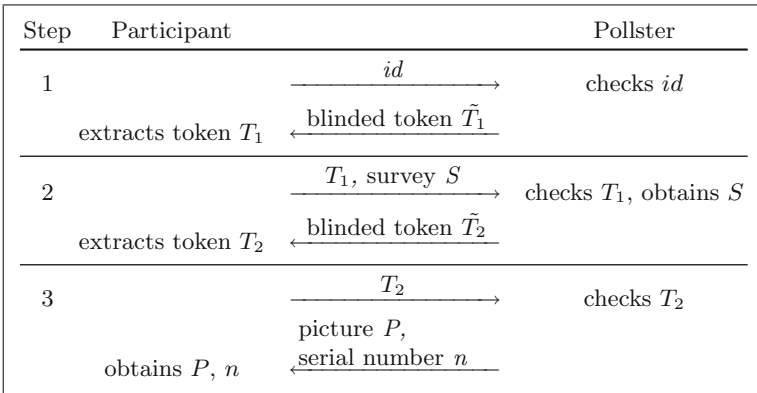 Step Participant Pollster
1 id checks id
extracts token T₁ blinded token T̃₁
2 T₁, survey S checks T₁, obtains S
extracts token T₂ blinded token T̃₂
3 T₂ checks T₂
picture P,
obtains P, n serial number n